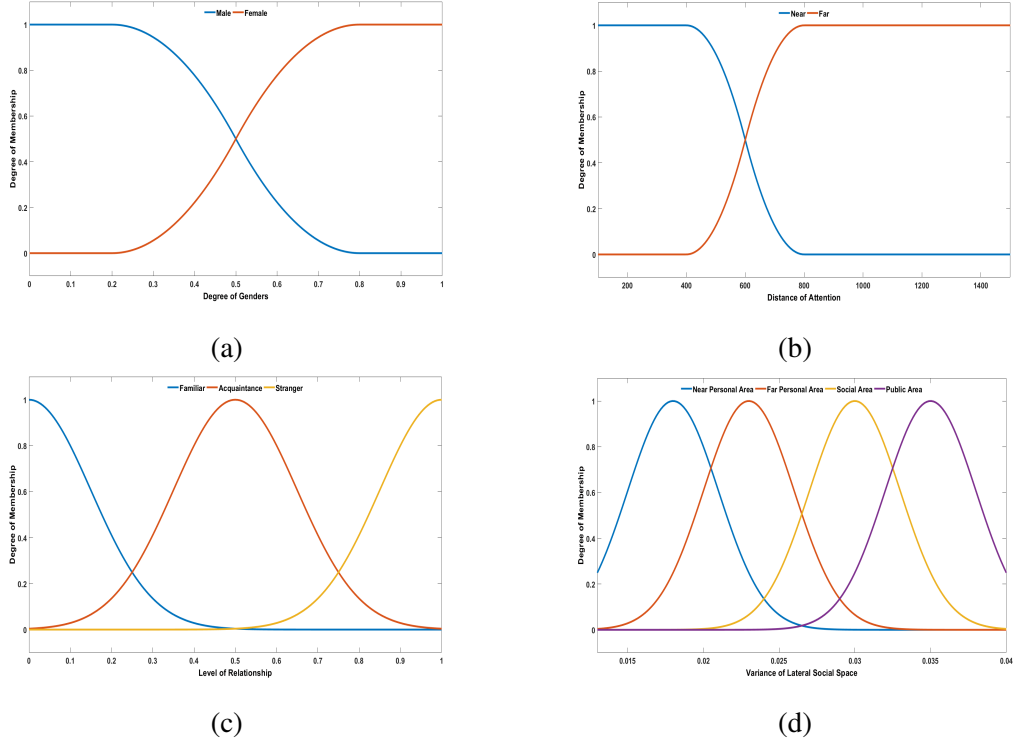 Male Female
1
0.8
0.6
0.4
0.2
0
Degree of Membership
0 0.1 0.2 0.3 0.4 0.5 0.6 0.7 0.8 0.9 1
Degree of Genders
(a)
Near Far
1
0.8
0.6
0.4
0.2
0
Degree of Membership
200 400 600 800 1000 1200 1400
Distance of Attention
(b)
Familiar Acquaintance Stranger
1
0.8
0.6
0.4
0.2
0
Degree of Membership
0 0.1 0.2 0.3 0.4 0.5 0.6 0.7 0.8 0.9 1
Level of Relationship
(c)
Near Personal Area Far Personal Area Social Area Public Area
1
0.8
0.6
0.4
0.2
0
Degree of Membership
0.015 0.02 0.025 0.03 0.035 0.04
Variance of Lateral Social Space
(d)